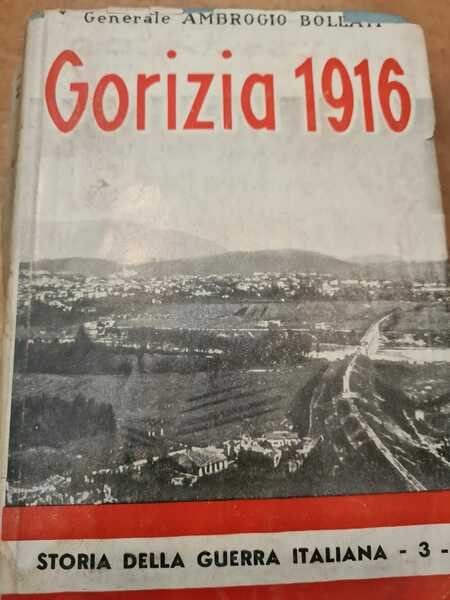 Generale AMBROGIO BOLLATI
Gorizia 1916
STORIA DELLA GUERRA ITALIANA - 3 -